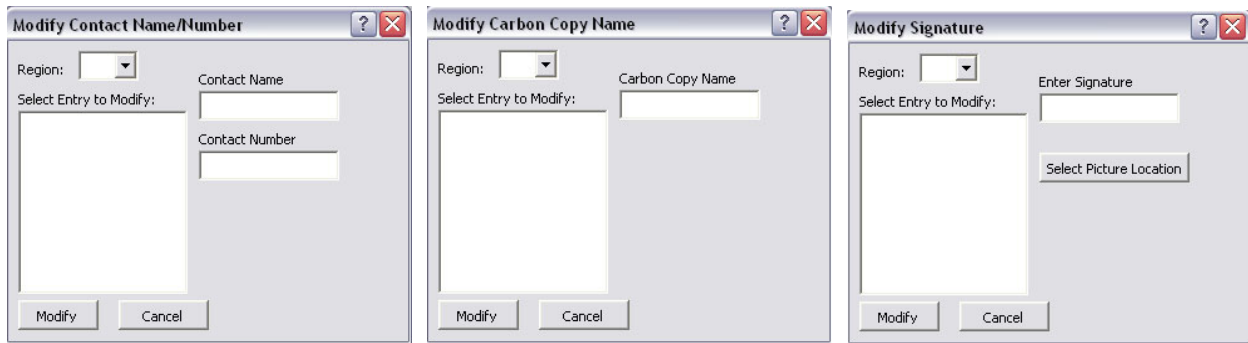 Modify Contact Name/Number
?
Region:
Contact Name
Select Entry to Modify:
Contact Number
Modify
Cancel
Modify Carbon Copy Name
?
Region:
Carbon Copy Name
Select Entry to Modify:
Modify
Cancel
Modify Signature
?
Region:
Enter Signature
Select Entry to Modify:
Select Picture Location
Modify
Cancel